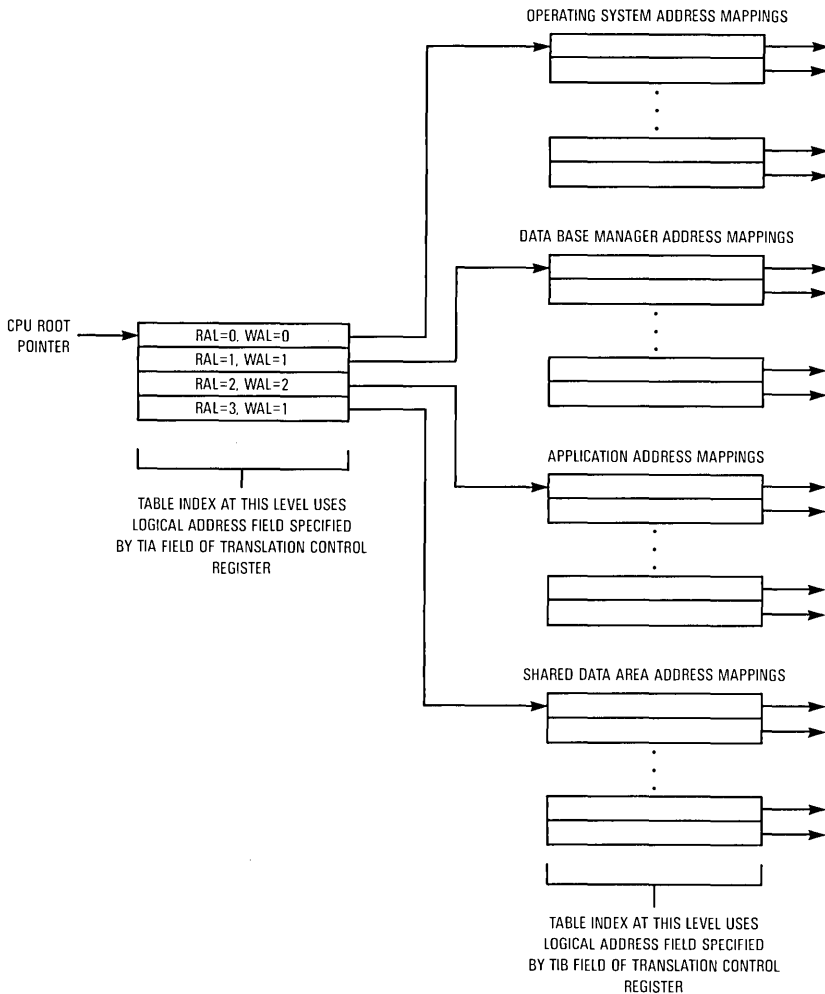 OPERATING SYSTEM ADDRESS MAPPINGS
DATA BASE MANAGER ADDRESS MAPPINGS
CPU ROOT
POINTER
RAL=0, WAL=0
RAL=1, WAL=1
RAL=2, WAL=2
RAL=3, WAL=1
TABLE INDEX AT THIS LEVEL USES
LOGICAL ADDRESS FIELD SPECIFIED
BY TIA FIELD OF TRANSLATION CONTROL
REGISTER
APPLICATION ADDRESS MAPPINGS
SHARED DATA AREA ADDRESS MAPPINGS
TABLE INDEX AT THIS LEVEL USES
LOGICAL ADDRESS FIELD SPECIFIED
BY TIB FIELD OF TRANSLATION CONTROL
REGISTER